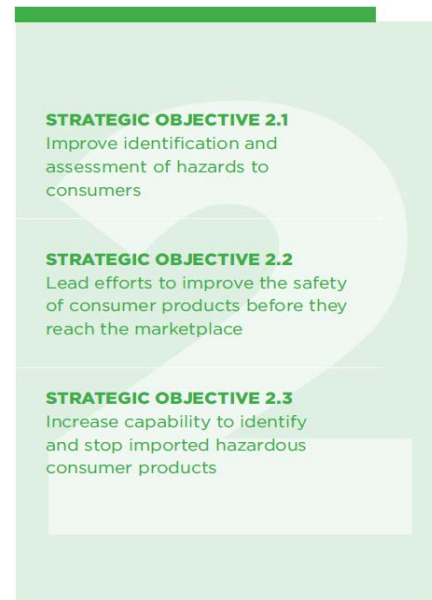 STRATEGIC OBJECTIVE 2.1
Improve identification and
assessment of hazards to
consumers
STRATEGIC OBJECTIVE 2.2
Lead efforts to improve the safety
of consumer products before they
reach the marketplace
STRATEGIC OBJECTIVE 2.3
Increase capability to identify
and stop imported hazardous
consumer products
2